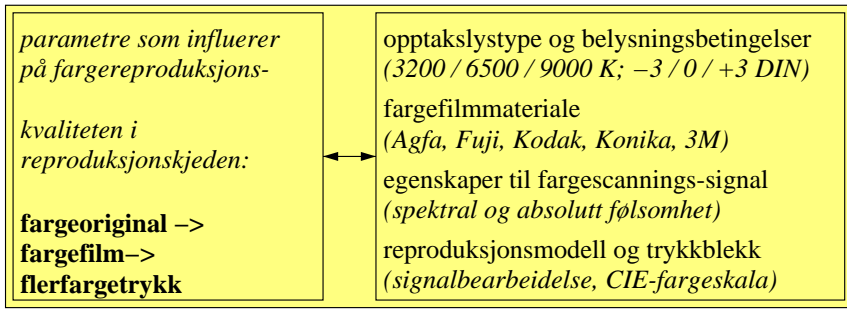 parametre som influerer
på fargereproduksjons-
kvaliteten i
reproduksjonskjeden:
fargeoriginal −>
fargefilm−>
flerfargetrykk
opptakslystype og belysningsbetingelser
(3200 / 6500 / 9000 K; −3 / 0 / +3 DIN)
fargefilmmateriale
(Agfa, Fuji, Kodak, Konika, 3M)
egenskaper til fargescannings-signal
(spektral og absolutt følsomhet)
reproduksjonsmodell og trykkblekk
(signalbearbeidelse, CIE-fargeskala)